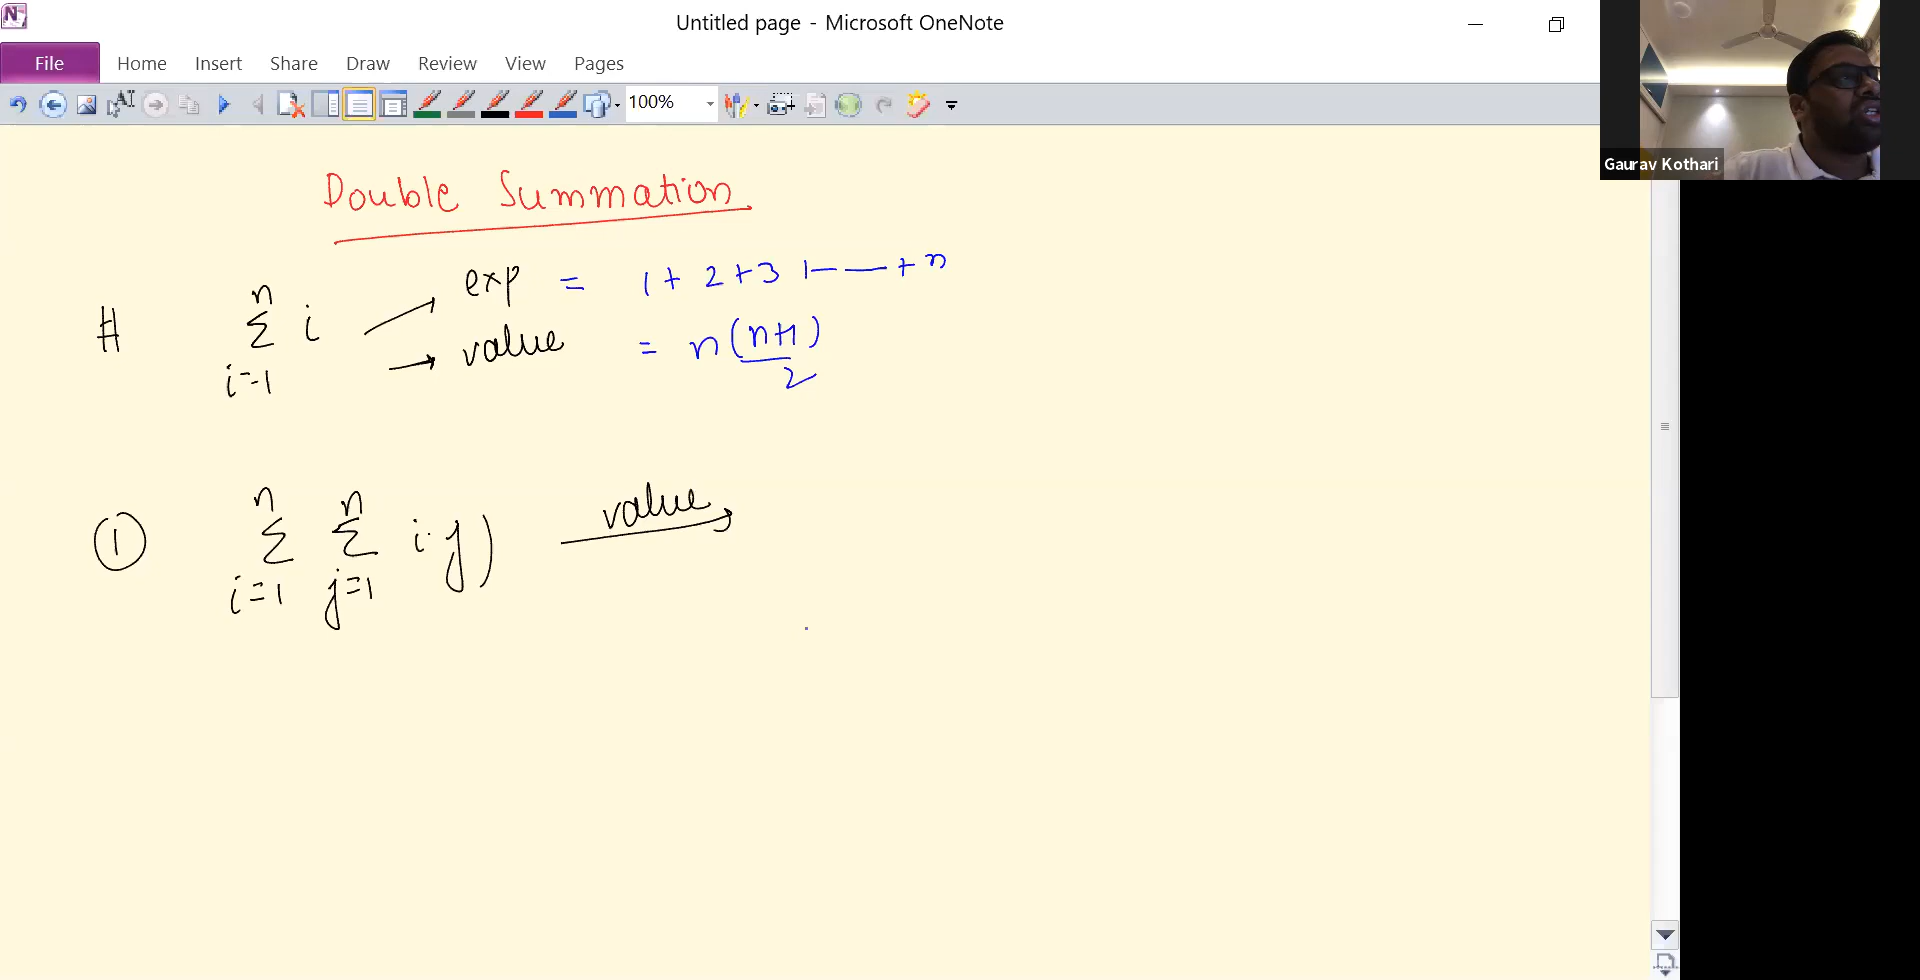 Untitled page - Microsoft OneNote
File Home Insert Share Draw Review View Pages
100%
Gaurav Kothari
Double Summation
# n Σ i=1 i → exp = 1 + 2 + 3 + —— + n
→ value = n(n+1)/2
① n Σ i=1 n Σ j=1 i·j) value →